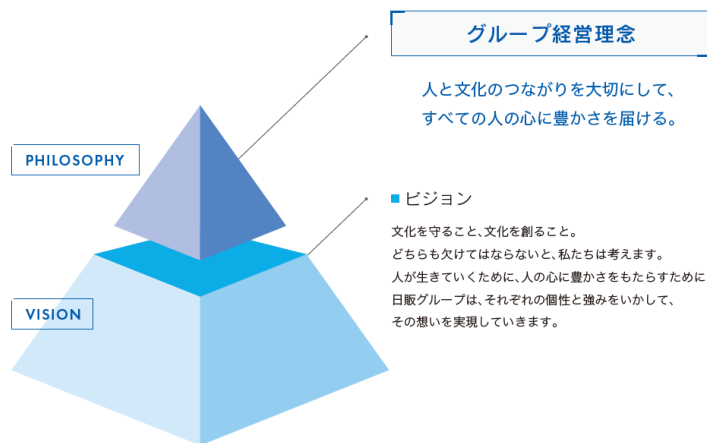 グループ経営理念
人と文化のつながりを大切にして、
すべての人の心に豊かさを届ける。
PHILOSOPHY
■ ビジョン
文化を守ること、文化を創ること。
どちらも欠けてはならないと、私たちは考えます。
人が生きていくために、人の心に豊かさをもたらすために
日販グループは、それぞれの個性と強みをいかして、
その想いを実現していきます。
VISION